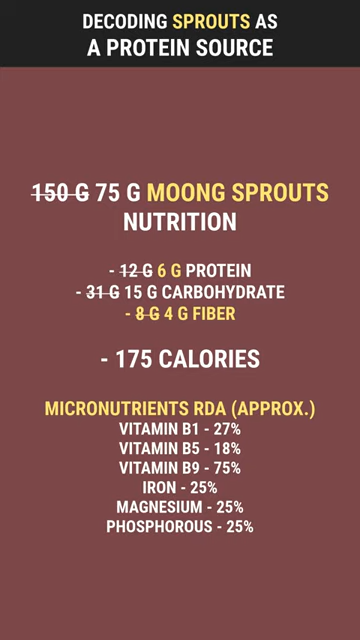 DECODING SPROUTS AS
A PROTEIN SOURCE
150 G 75 G MOONG SPROUTS
NUTRITION
- 12 G 6 G PROTEIN
- 31 G 15 G CARBOHYDRATE
- 8 G 4 G FIBER
- 175 CALORIES
MICRONUTRIENTS RDA (APPROX.)
VITAMIN B1 - 27%
VITAMIN B5 - 18%
VITAMIN B9 - 75%
IRON - 25%
MAGNESIUM - 25%
PHOSPHOROUS - 25%